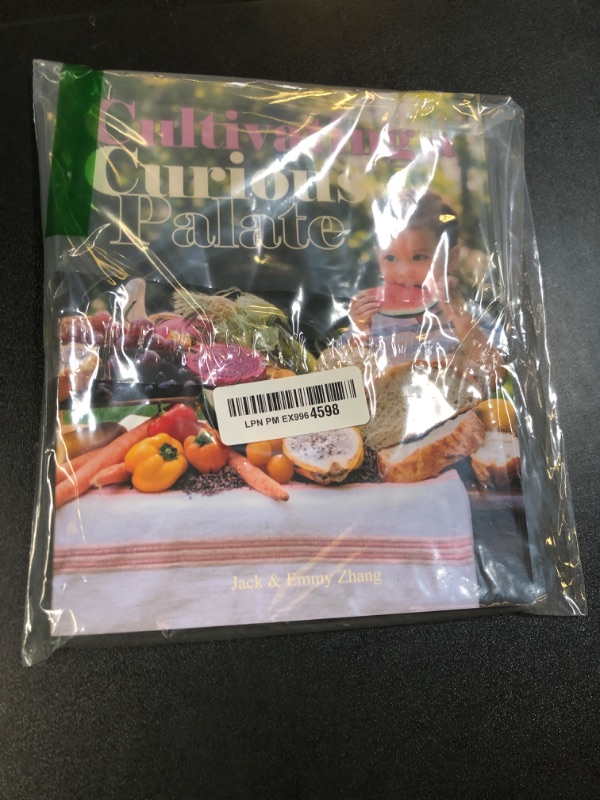 Cultivating a
Curious
Palate
LPN PM EX996 4598
Jack & Emmy Zhang